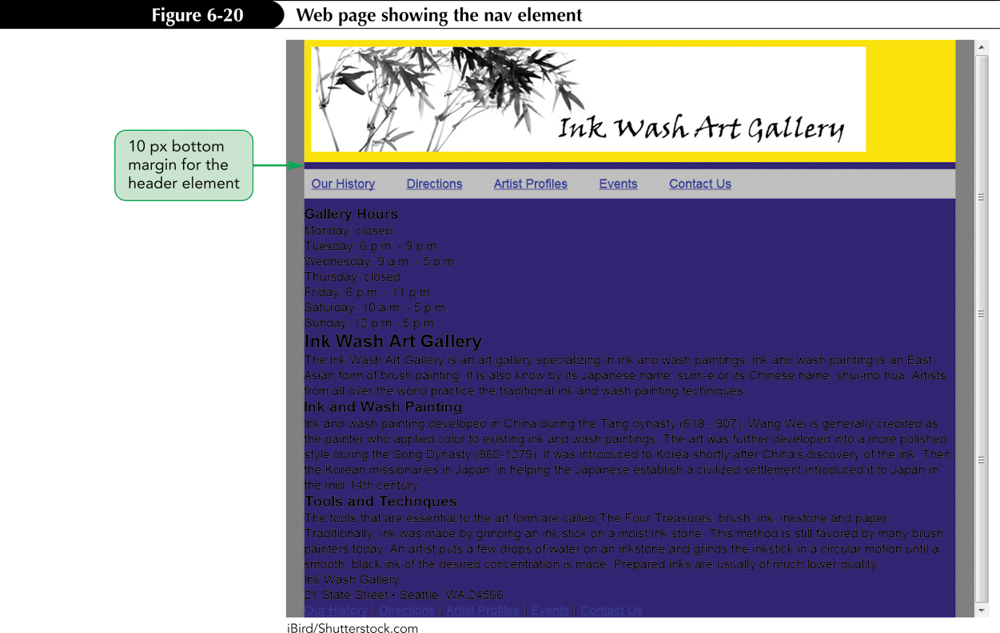 Figure 6-20
Web page showing the nav element
Ink Wash Art Gallery
10 px bottom
margin for the
header element
Our History Directions Artist Profiles Events Contact Us
Gallery Hours
Monday: closed
Tuesday: 6 p.m. - 9 p.m.
Wednesday: 9 a.m. - 5 p.m.
Thursday: closed
Friday: 6 p.m. - 11 p.m.
Saturday: 10 a.m. - 5 p.m.
Sunday: 12 p.m.- 5 p.m.
Ink Wash Art Gallery
The Ink Wash Art Gallery is an art gallery specializing in ink and wash paintings. Ink and wash painting is an East
Asian form of brush painting. It is also know by its Japanese name, sumi-e or its Chinese name, shui-mo hua. Artists
from all over the world practice the traditional ink and wash painting techniques.
Ink and Wash Painting
Ink and wash painting developed in China during the Tang dynasty (618 - 907). Wang Wei is generally credited as
the painter who applied color to existing ink and wash paintings. The art was further developed into a more polished
style during the Song Dynasty (960-1279). It was introduced to Korea shortly after China's discovery of the ink. Then,
the Korean missionaries in Japan, in helping the Japanese establish a civilized settlement introduced it to Japan in
the mid-14th century.
Tools and Technques
The tools that are essential to the art form are called The Four Treasures: brush, ink, inkstone and paper.
Traditionally, ink was made by grinding an ink stick on a moist ink stone. This method is still favored by many brush
painters today. An artist puts a few drops of water on an inkstone and grinds the inkstick in a circular motion until a
smooth, black ink of the desired concentration is made. Prepared inks are usually of much lower quality.
Ink Wash Gallery
21 State Street • Seattle, WA 24566
Our History | Directions | Artist Profiles | Events | Contact Us
iBird/Shutterstock.com